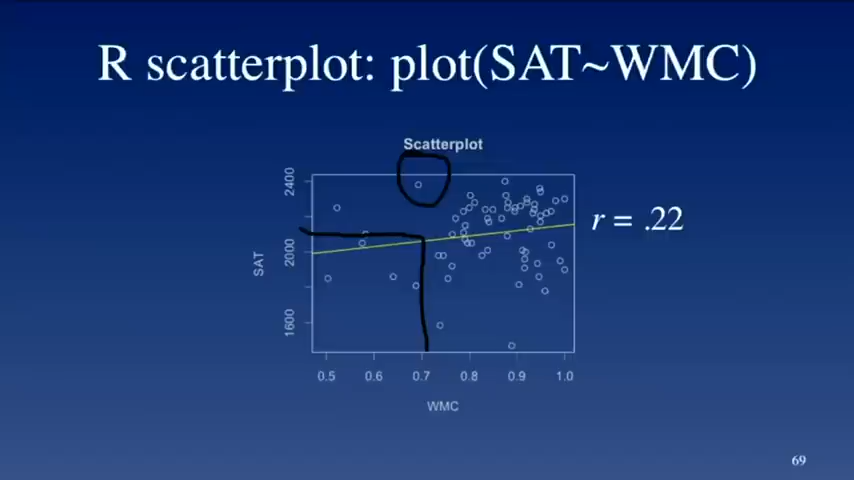 R scatterplot: plot(SAT~WMC)
Scatterplot
2400
2000
1600
SAT
r = .22
0.5 0.6 0.7 0.8 0.9 1.0
WMC
69